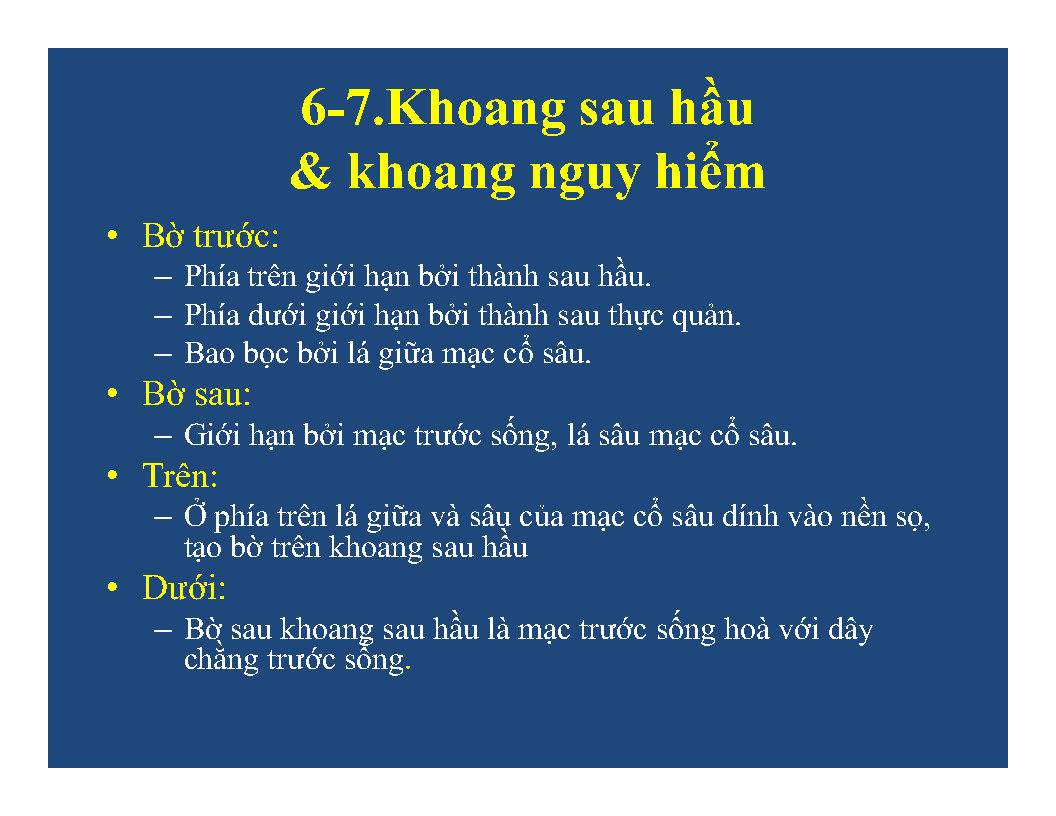 6-7.Khoang sau hầu
& khoang nguy hiểm
• Bờ trước:
– Phía trên giới hạn bởi thành sau hầu.
– Phía dưới giới hạn bởi thành sau thực quản.
– Bao bọc bởi lá giữa mạc cổ sâu.
• Bờ sau:
– Giới hạn bởi mạc trước sống, lá sâu mạc cổ sâu.
• Trên:
– Ở phía trên lá giữa và sâu của mạc cổ sâu dính vào nền sọ,
tạo bờ trên khoang sau hầu
• Dưới:
– Bờ sau khoang sau hầu là mạc trước sống hoà với dây
chằng trước sống.